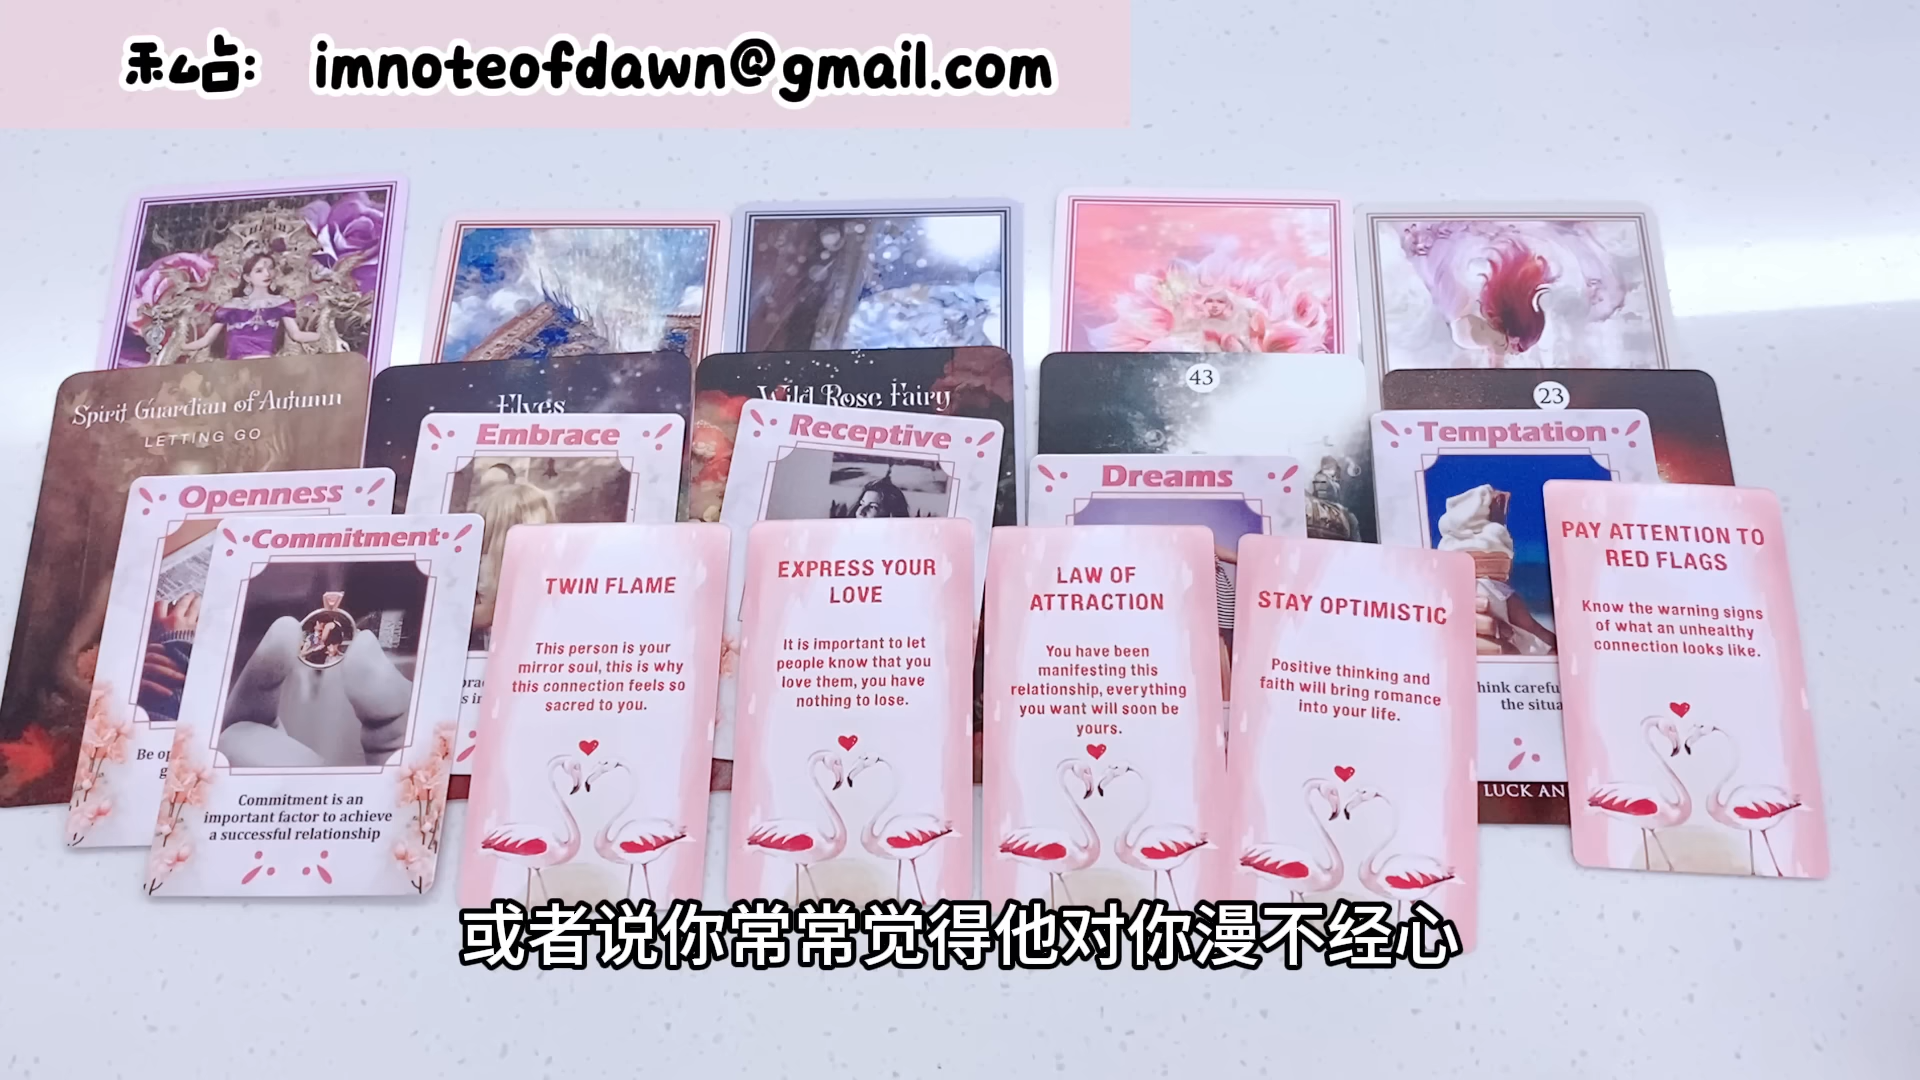 私占: imnoteofdawn@gmail.com
Spirit Guardian of Autumn
LETTING GO
Elves
Wild Rose Fairy
43
23
Openness
Embrace
Receptive
Dreams
Temptation
Commitment
Commitment is an
important factor to achieve
a successful relationship
TWIN FLAME
This person is your
mirror soul, this is why
this connection feels so
sacred to you.
EXPRESS YOUR
LOVE
It is important to let
people know that you
love them, you have
nothing to lose.
LAW OF
ATTRACTION
You have been
manifesting this
relationship, everything
you want will soon be
yours.
STAY OPTIMISTIC
Positive thinking and
faith will bring romance
into your life.
PAY ATTENTION TO
RED FLAGS
Know the warning signs
of what an unhealthy
connection looks like.
Be
the
LUCK AN
或者说你常常觉得他对你漫不经心